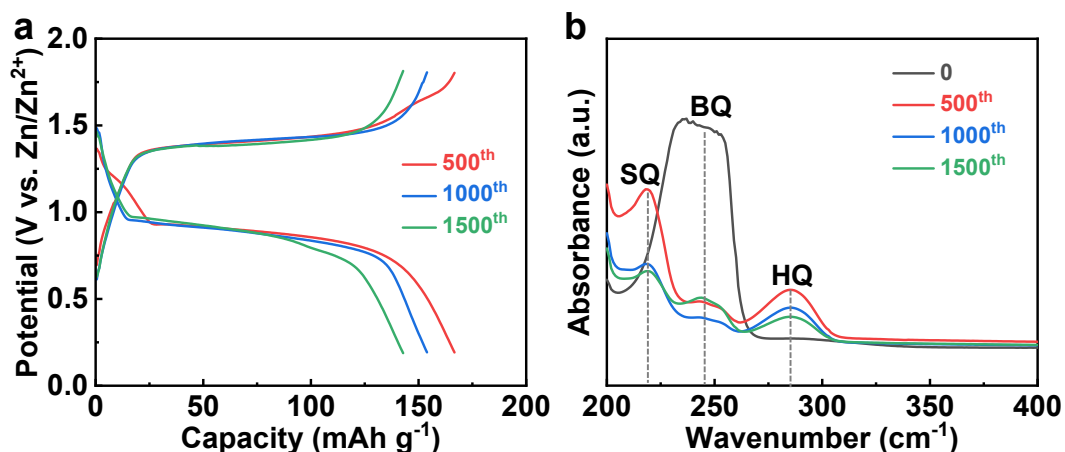 a
Potential (V vs. Zn/Zn²⁺)
2.0
1.5
1.0
0.5
0.0
500ᵗʰ
1000ᵗʰ
1500ᵗʰ
0 50 100 150 200
Capacity (mAh g⁻¹)
b
Absorbance (a.u.)
SQ
BQ
HQ
0
500ᵗʰ
1000ᵗʰ
1500ᵗʰ
200 250 300 350 400
Wavenumber (cm⁻¹)